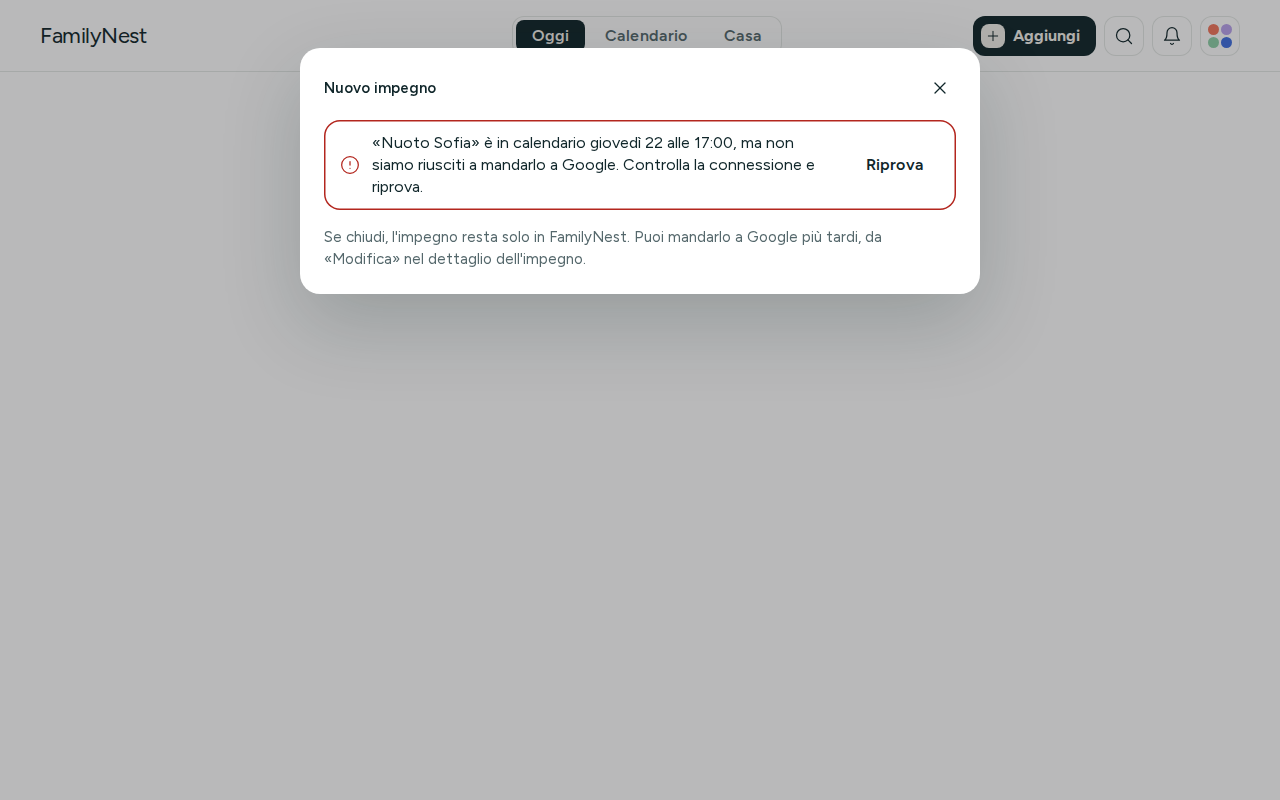 FamilyNest
Oggi
Calendario
Casa
Aggiungi
Nuovo impegno
«Nuoto Sofia» è in calendario giovedì 22 alle 17:00, ma non
siamo riusciti a mandarlo a Google. Controlla la connessione e
riprova.
Riprova
Se chiudi, l'impegno resta solo in FamilyNest. Puoi mandarlo a Google più tardi, da
«Modifica» nel dettaglio dell'impegno.